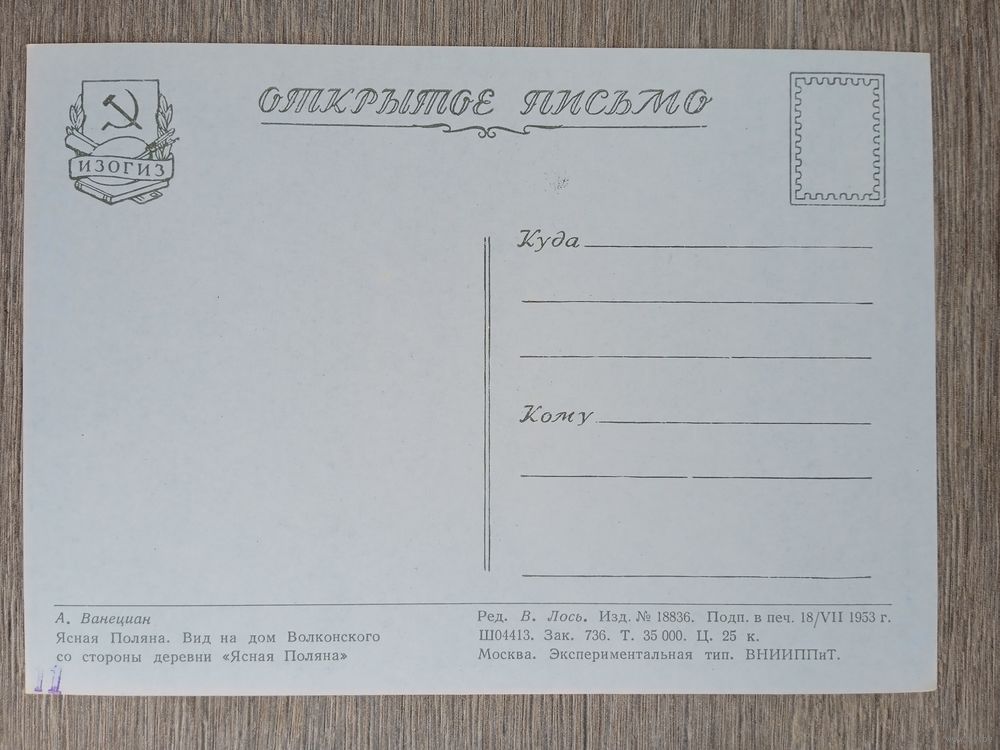 ОТКРЫТОЕ ПИСЬМО
ИЗОГИЗ
Куда
Кому
А. Ванециан
Ясная Поляна. Вид на дом Волконского
со стороны деревни «Ясная Поляна»
Ред. В. Лось. Изд. № 18836. Подп. в печ. 18/VII 1953 г.
Ш04413. Зак. 736. Т. 35 000. Ц. 25 к.
Москва. Экспериментальная тип. ВНИИППиТ.